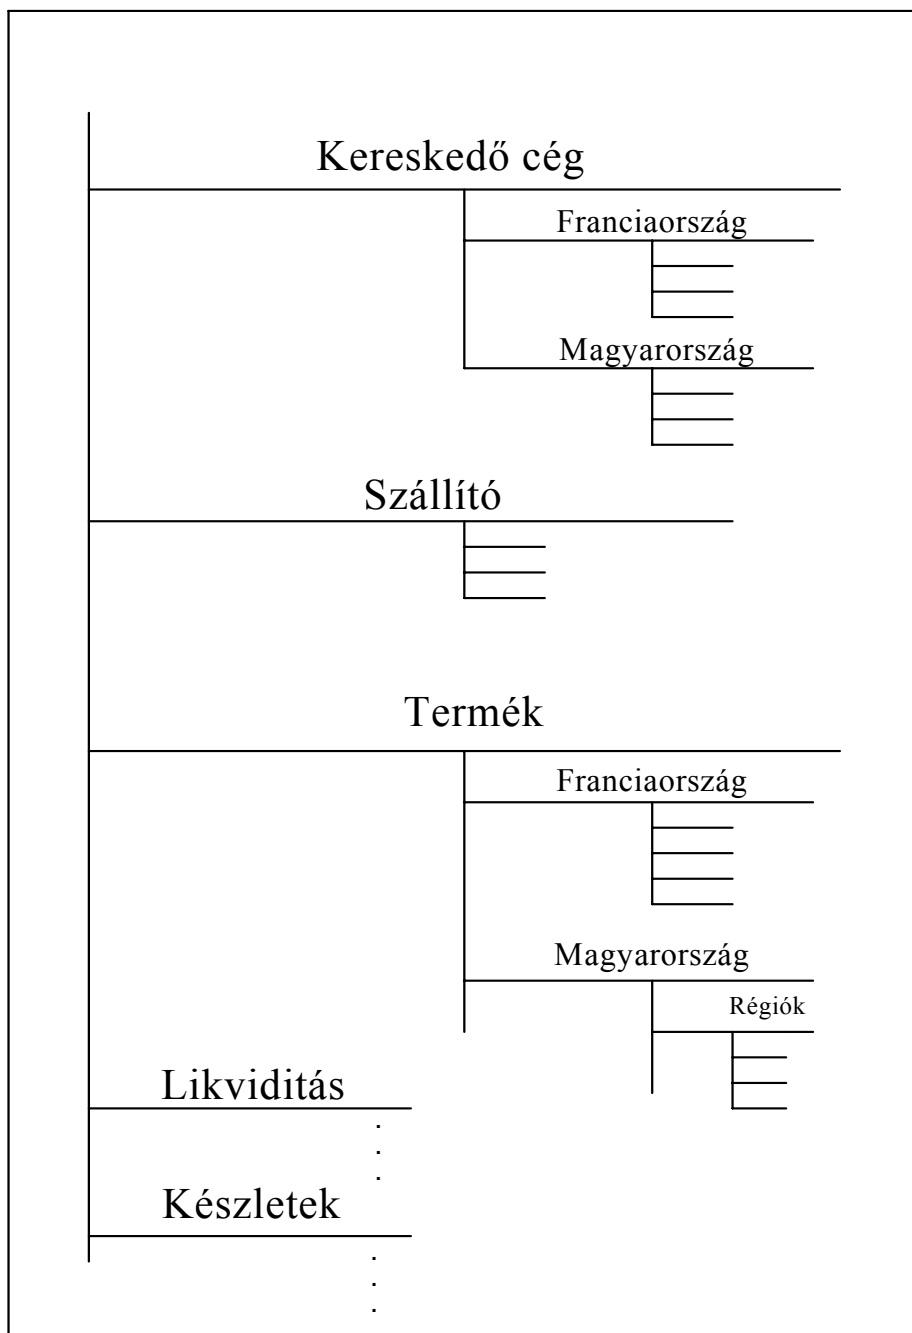 Kereskedő cég
Franciaország
Magyarország
Szállító
Termék
Franciaország
Magyarország
Régiók
Likviditás
Készletek